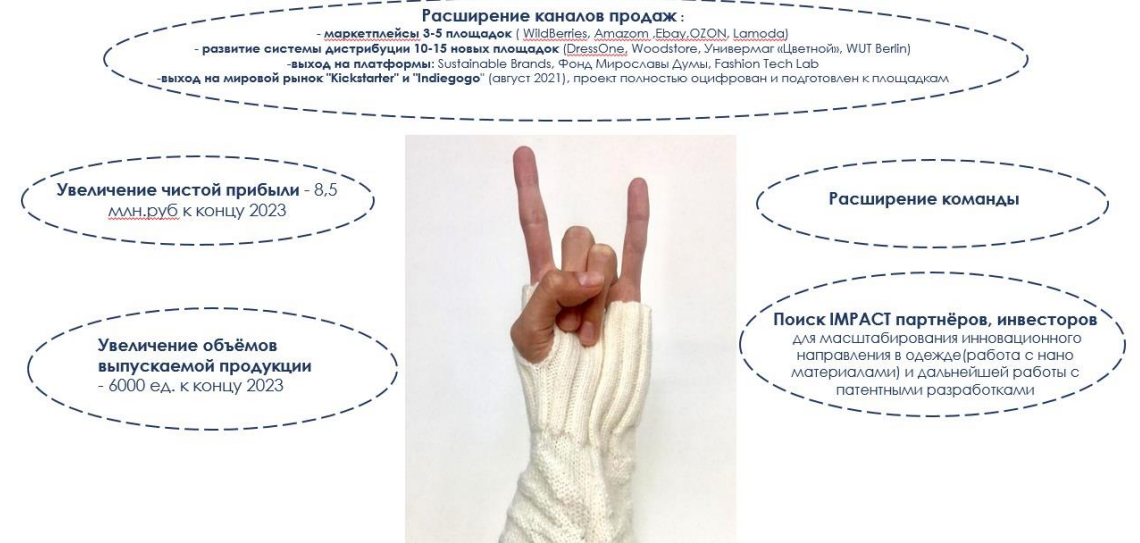 Расширение каналов продаж :
- маркетплейсы 3-5 площадок ( WildBerries, Amazom ,Ebay,OZON, Lamoda)
- развитие системы дистрибуции 10-15 новых площадок (DressOne, Woodstore, Универмаг «Цветной», WUT Berlin)
-выход на платформы: Sustainable Brands, Фонд Мирославы Думы, Fashion Tech Lab
-выход на мировой рынок "Kickstarter" и "Indiegogo" (август 2021), проект полностью оцифрован и подготовлен к площадкам
Увеличение чистой прибыли - 8,5
млн.руб к концу 2023
Расширение команды
Увеличение объёмов
выпускаемой продукции
- 6000 ед. к концу 2023
Поиск IMPACT партнёров, инвесторов
для масштабирования инновационного
направления в одежде(работа с нано
материалами) и дальнейшей работы с
патентными разработками